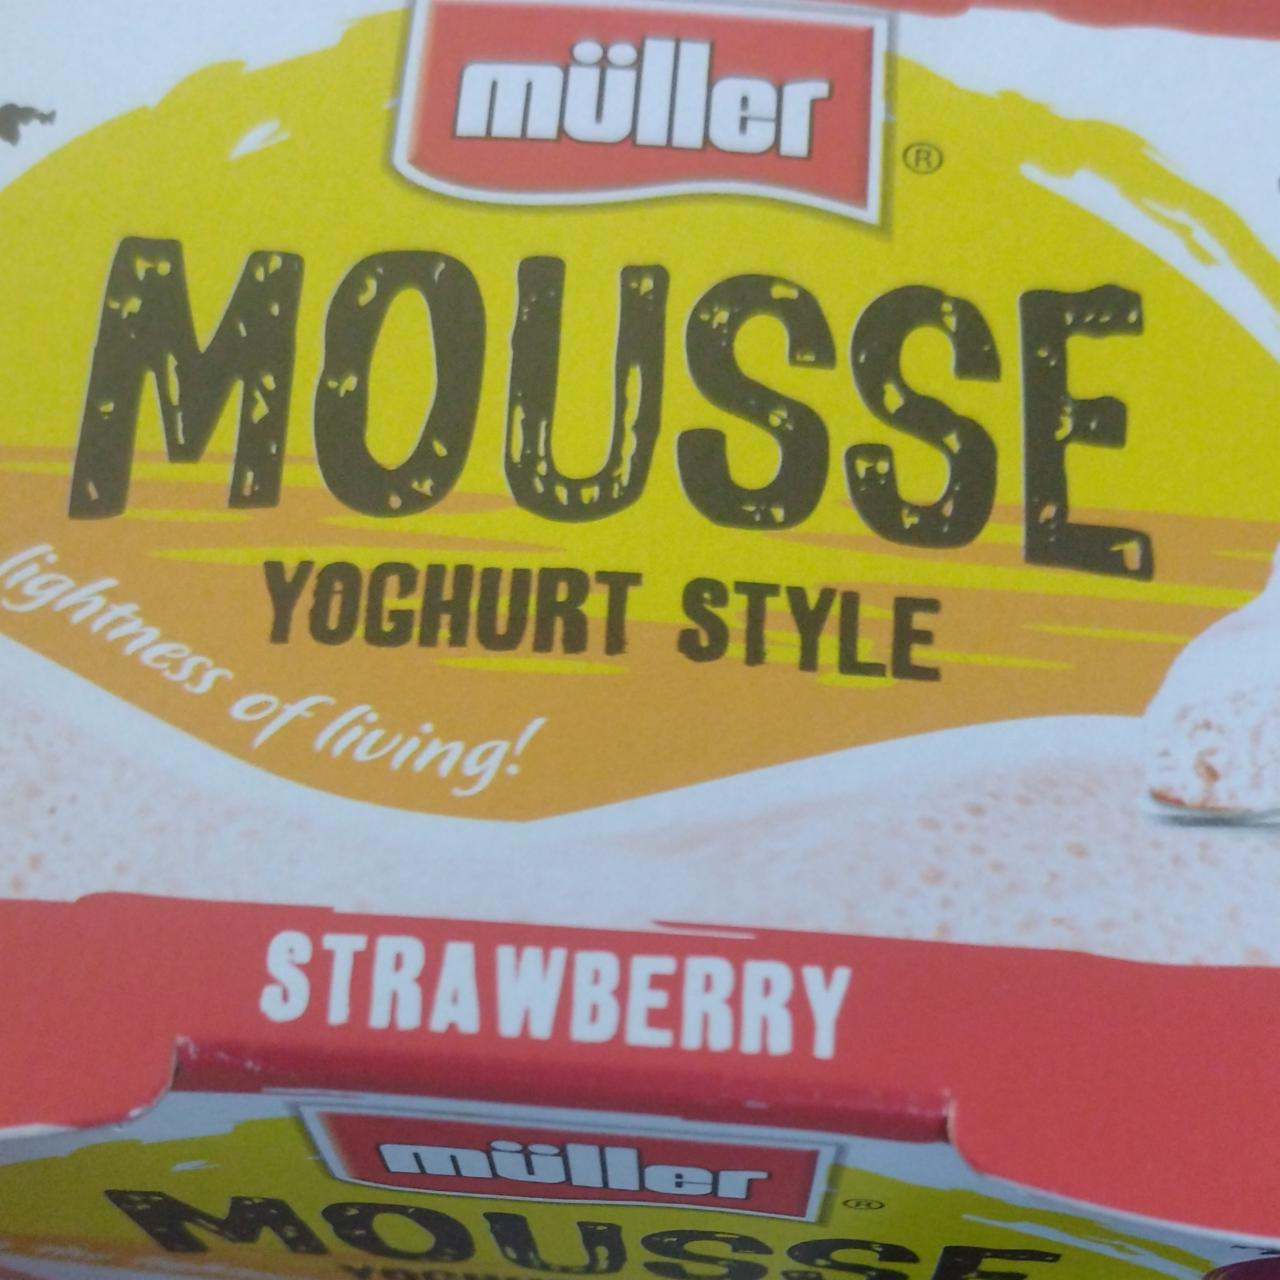 müller
®
MOUSSE
YOGHURT STYLE
lightness of living!
STRAWBERRY
müller
®
MOUSSE